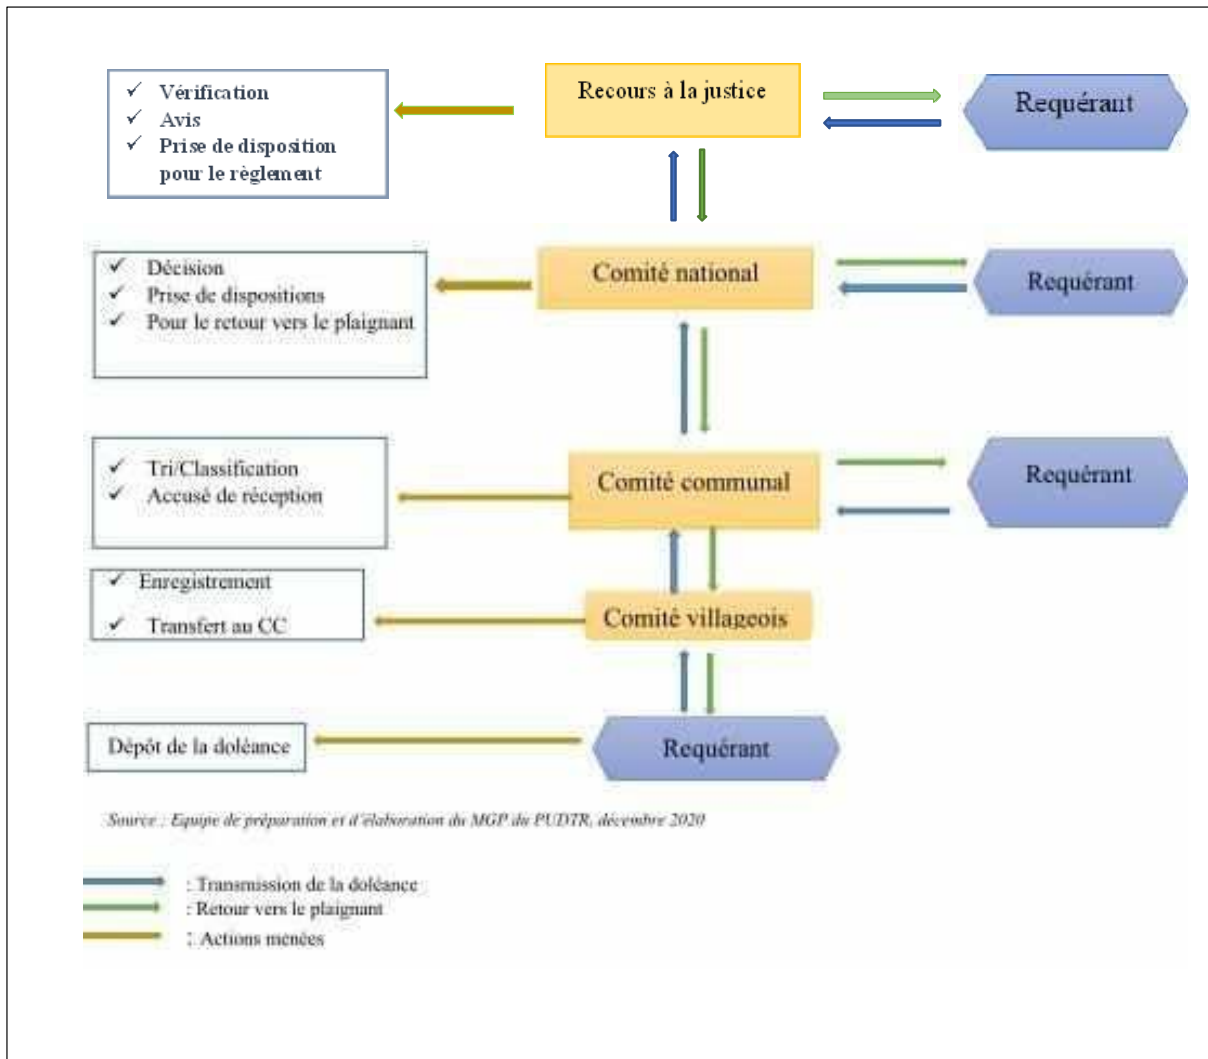 ✓ Vérification
✓ Avis
✓ Prise de disposition
pour le règlement
Recours à la justice
Requérant
✓ Décision
✓ Prise de dispositions
✓ Pour le retour vers le plaignant
Comité national
Requérant
✓ Tri/Classification
✓ Accusé de réception
Comité communal
Requérant
✓ Enregistrement
✓ Transfert au CC
Comité villageois
Dépôt de la doléance
Requérant
Source : Equipe de préparation et d'élaboration du MGP du PUDTR, décembre 2020
: Transmission de la doléance
: Retour vers le plaignant
: Actions menées